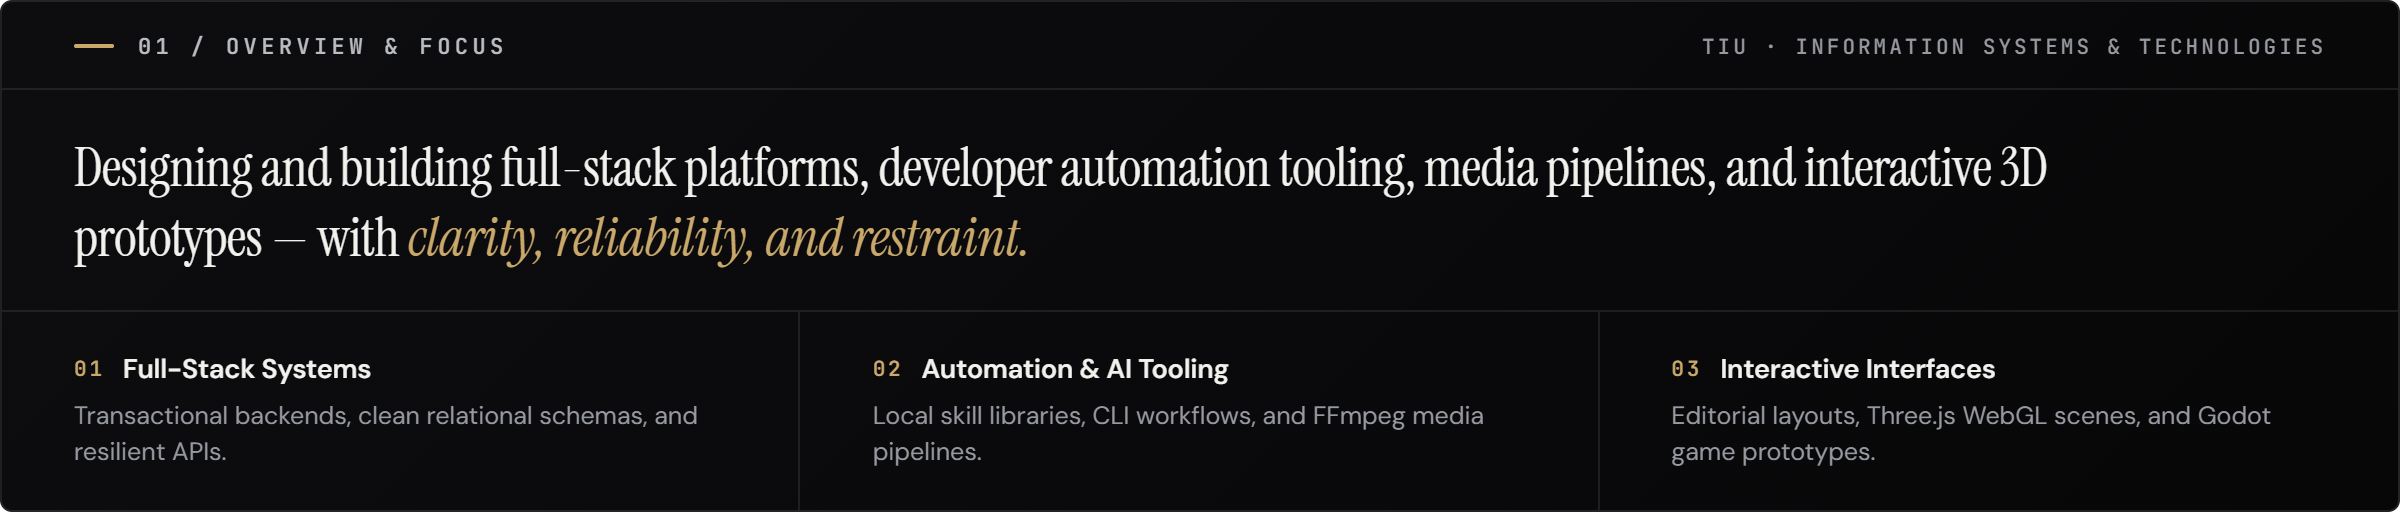 01 / OVERVIEW & FOCUS
TIU · INFORMATION SYSTEMS & TECHNOLOGIES
Designing and building full-stack platforms, developer automation tooling, media pipelines, and interactive 3D
prototypes — with clarity, reliability, and restraint.
01 Full-Stack Systems
Transactional backends, clean relational schemas, and
resilient APIs.
02 Automation & AI Tooling
Local skill libraries, CLI workflows, and FFmpeg media
pipelines.
03 Interactive Interfaces
Editorial layouts, Three.js WebGL scenes, and Godot
game prototypes.